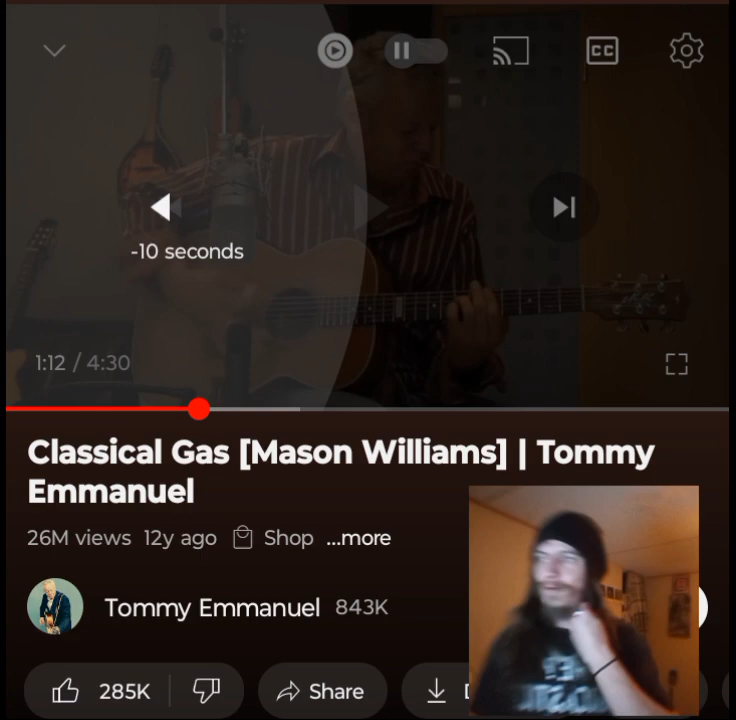 CC
-10 seconds
1:12 / 4:30
Classical Gas [Mason Williams] | Tommy
Emmanuel
26M views 12y ago Shop ...more
Tommy Emmanuel 843K
285K Share